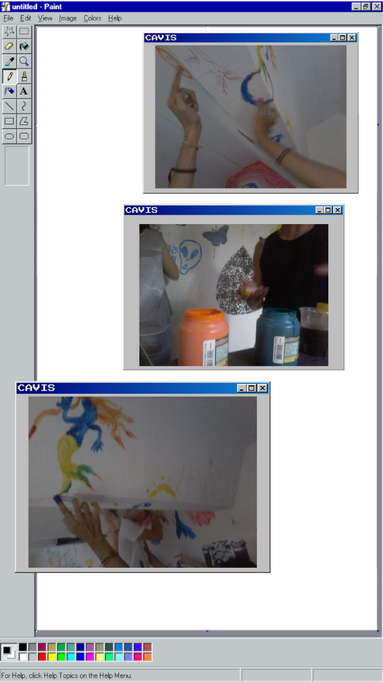 untitled - Paint
File Edit View Image Colors Help
CAVIS
CAVIS
CAVIS
A
For Help, click Help Topics on the Help Menu.